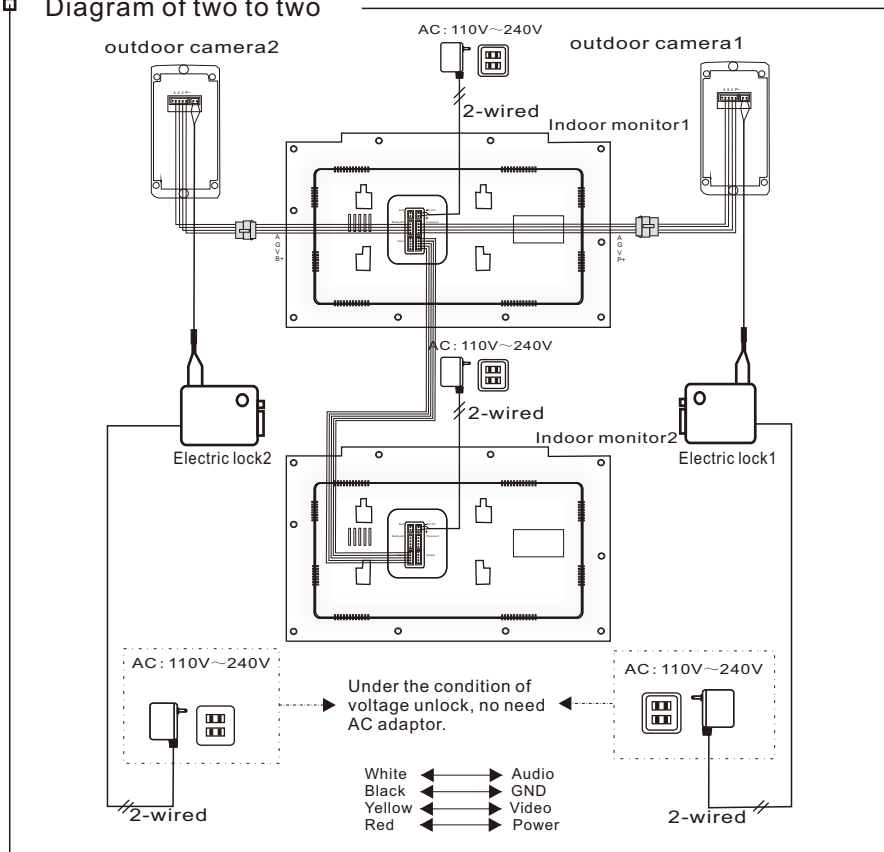 Diagram of two to two
AC: 110V～240V
outdoor camera2
outdoor camera1
2-wired
Indoor monitor1
A
G
V
B+
A
G
V
P+
AC: 110V～240V
2-wired
Indoor monitor2
Electric lock2
Electric lock1
AC: 110V～240V
AC: 110V～240V
Under the condition of
voltage unlock, no need
AC adaptor.
White Audio
Black GND
Yellow Video
Red Power
2-wired
2-wired